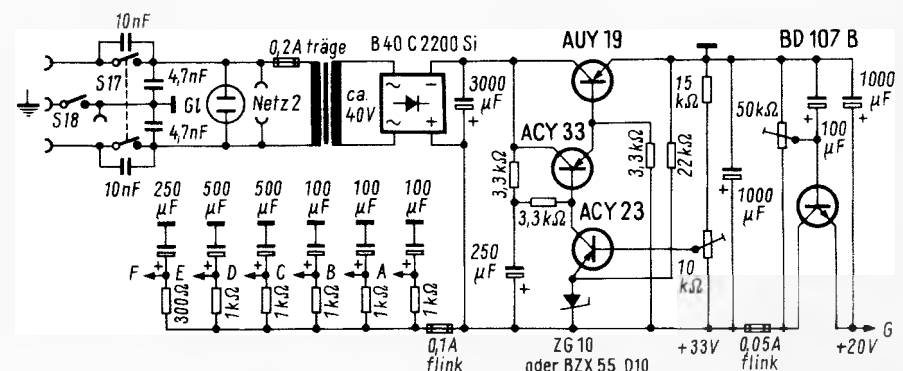 10nF
0,2A träge
B40 C2200 Si
AUY 19
BD 107 B
S17
4,7nF
Gl
Netz 2
ca.
40V
3000
µF
15
kΩ
50kΩ
1000
µF
S18
4,7nF
ACY 33
3,3kΩ
22kΩ
100
µF
10nF
3,3kΩ
3,3kΩ
ACY 23
1000
µF
250
µF
500
µF
500
µF
100
µF
100
µF
100
µF
250
µF
10
kΩ
F
E
D
C
B
A
300Ω
1kΩ
1kΩ
1kΩ
1kΩ
1kΩ
G
0,1A
flink
ZG 10
oder BZX 55 D10
+33V
0,05A
flink
+20V